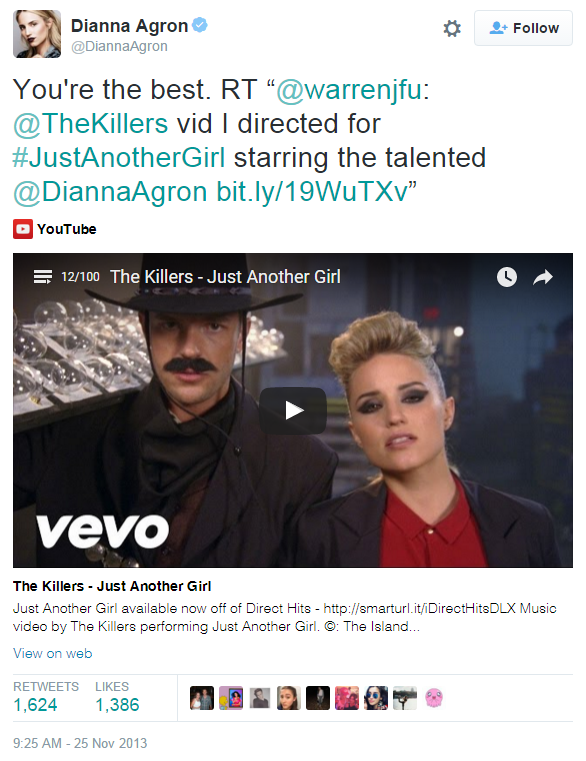 Dianna Agron
@DiannaAgron
Follow
You're the best. RT “@warrenjfu:
@TheKillers vid I directed for
#JustAnotherGirl starring the talented
@DiannaAgron bit.ly/19WuTXv”
YouTube
12/100 The Killers - Just Another Girl
vevo
The Killers - Just Another Girl
Just Another Girl available now off of Direct Hits - http://smarturl.it/iDirectHitsDLX Music
video by The Killers performing Just Another Girl. ©: The Island...
View on web
RETWEETS LIKES
1,624 1,386
9:25 AM - 25 Nov 2013